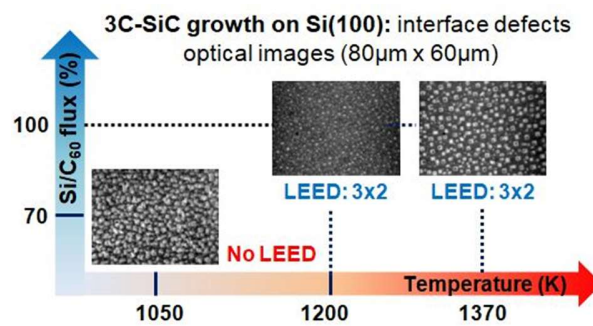 3C-SiC growth on Si(100): interface defects
optical images (80µm x 60µm)
Si/C60 flux (%)
100
70
LEED: 3x2
LEED: 3x2
No LEED
Temperature (K)
1050
1200
1370